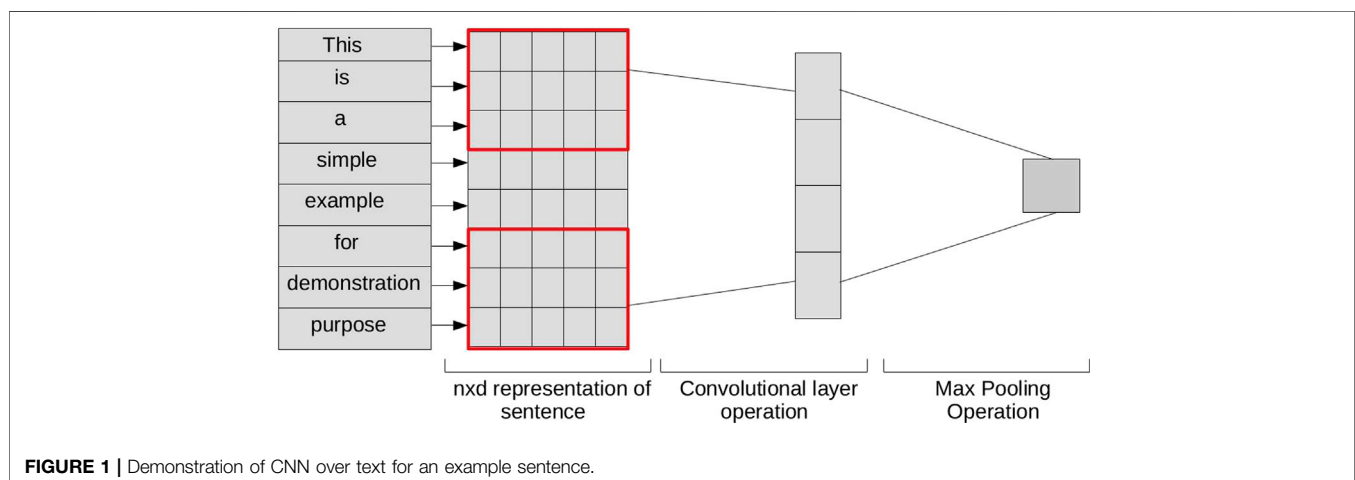 This
is
a
simple
example
for
demonstration
purpose
nxd representation of
sentence
Convolutional layer
operation
Max Pooling
Operation
FIGURE 1 | Demonstration of CNN over text for an example sentence.